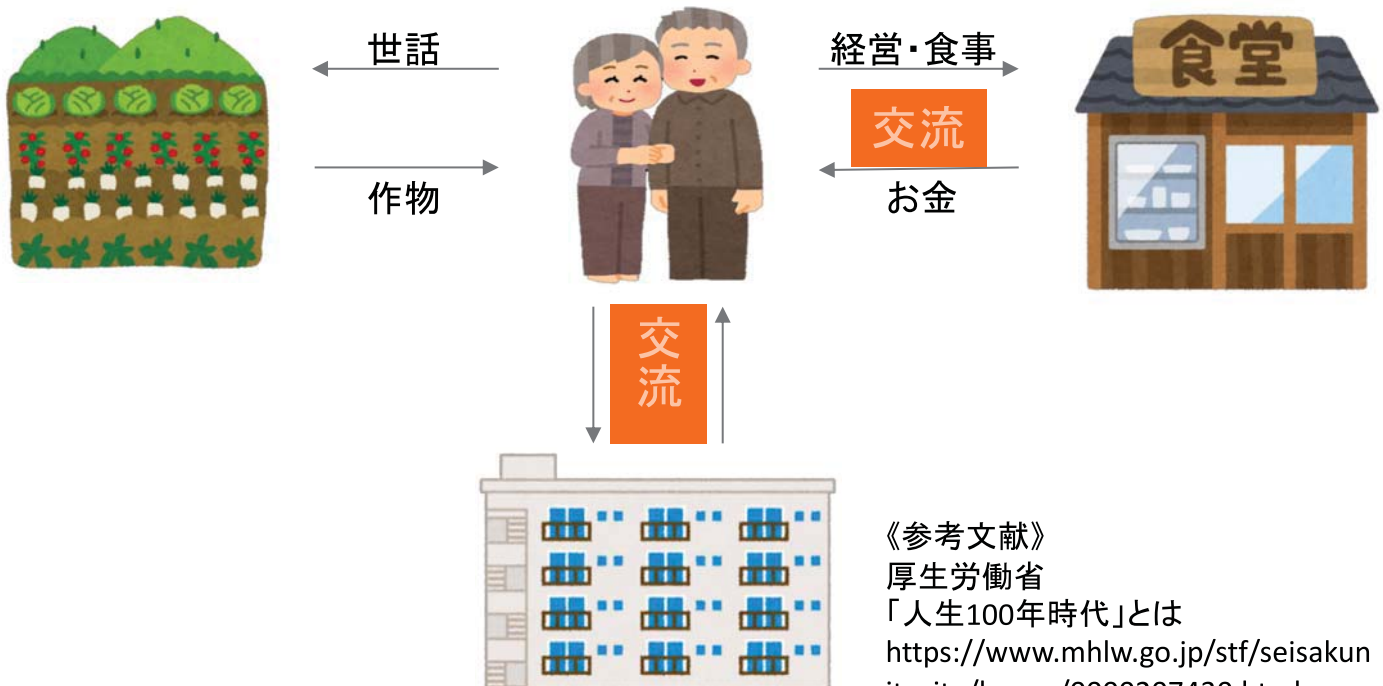 世話
作物
経営・食事
交流
お金
食堂
交流
《参考文献》
厚生労働省
「人生100年時代」とは
https://www.mhlw.go.jp/stf/seisakun